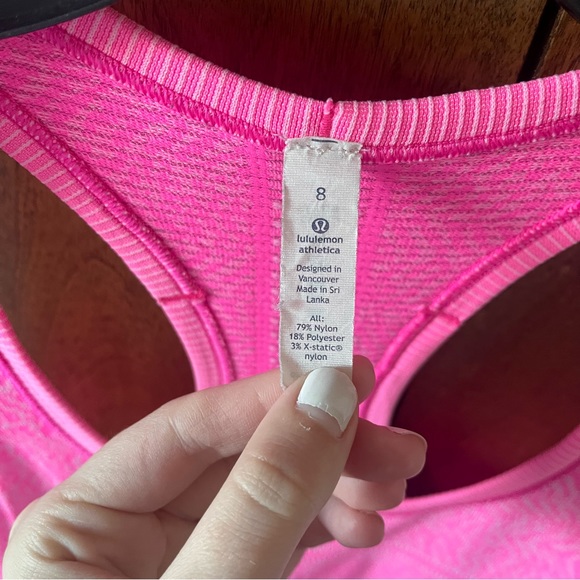 8
lululemon
athletica
Designed in
Vancouver
Made in Sri
Lanka
All:
79% Nylon
18% Polyester
3% X-static®
nylon